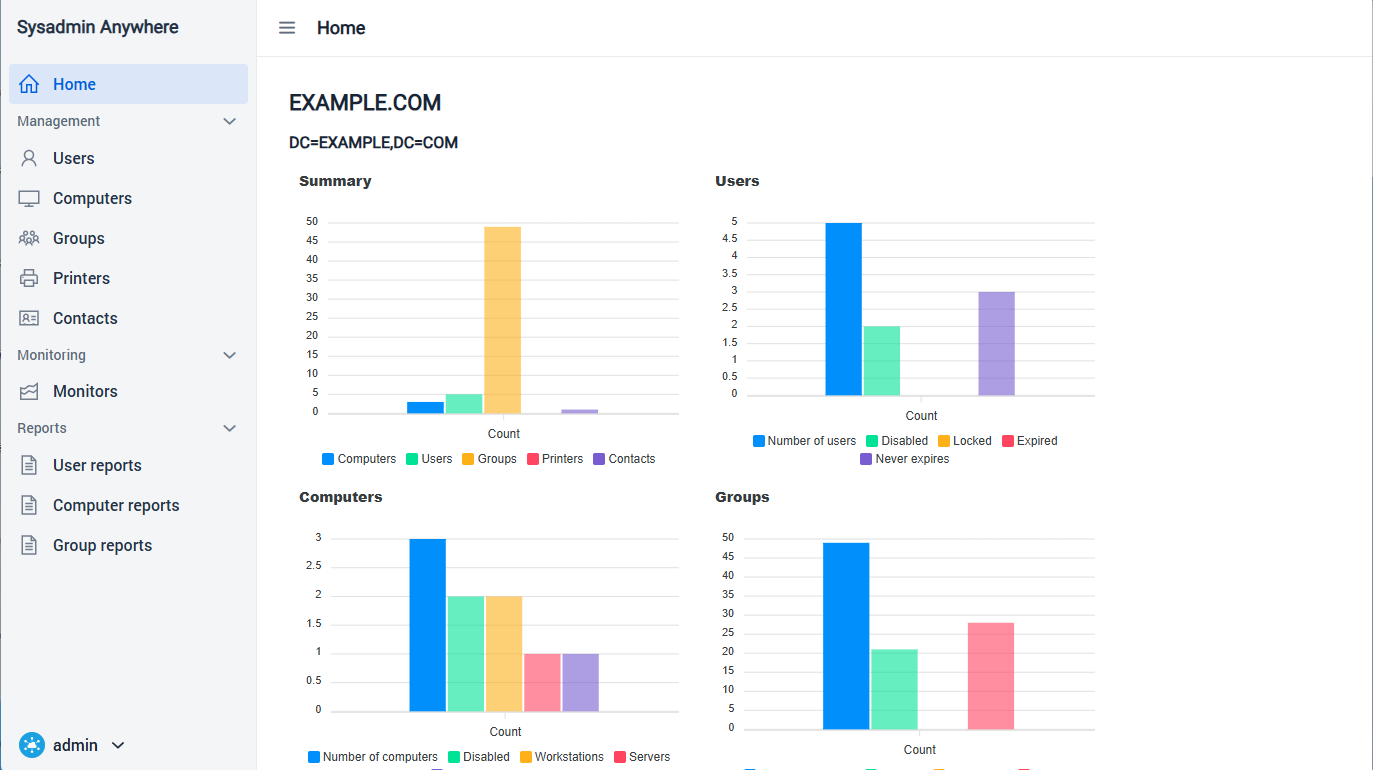 Sysadmin Anywhere
Home
Management
Users
Computers
Groups
Printers
Contacts
Monitoring
Monitors
Reports
User reports
Computer reports
Group reports
admin
Home
EXAMPLE.COM
DC=EXAMPLE,DC=COM
Summary
50
45
40
35
30
25
20
15
10
5
0
Count
Computers Users Groups Printers Contacts
Users
5
4.5
4
3.5
3
2.5
2
1.5
1
0.5
0
Count
Number of users Disabled Locked Expired
Never expires
Computers
3
2.5
2
1.5
1
0.5
0
Count
Number of computers Disabled Workstations Servers
Groups
50
45
40
35
30
25
20
15
10
5
0
Count